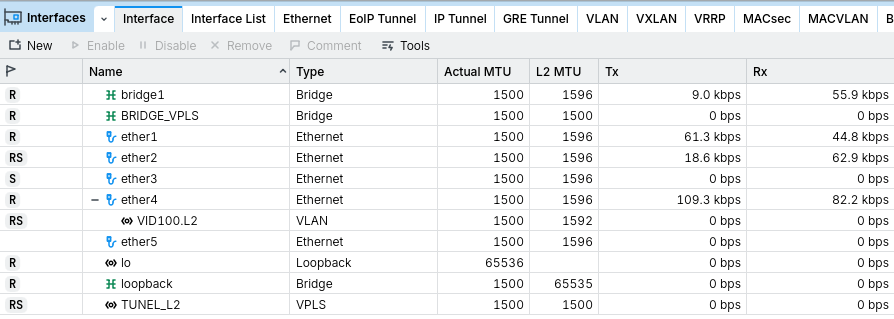 Interfaces Interface Interface List Ethernet EoIP Tunnel IP Tunnel GRE Tunnel VLAN VXLAN VRRP MACsec MACVLAN B
New Enable Disable Remove Comment Tools
Name Type Actual MTU L2 MTU Tx Rx
R bridge1 Bridge 1500 1596 9.0 kbps 55.9 kbps
R BRIDGE_VPLS Bridge 1500 1500 0 bps 0 bps
R ether1 Ethernet 1500 1596 61.3 kbps 44.8 kbps
RS ether2 Ethernet 1500 1596 18.6 kbps 62.9 kbps
S ether3 Ethernet 1500 1596 0 bps 0 bps
R ether4 Ethernet 1500 1596 109.3 kbps 82.2 kbps
RS VID100.L2 VLAN 1500 1592 0 bps 0 bps
ether5 Ethernet 1500 1596 0 bps 0 bps
R lo Loopback 65536 0 bps 0 bps
R loopback Bridge 1500 65535 0 bps 0 bps
RS TUNEL_L2 VPLS 1500 1500 0 bps 0 bps